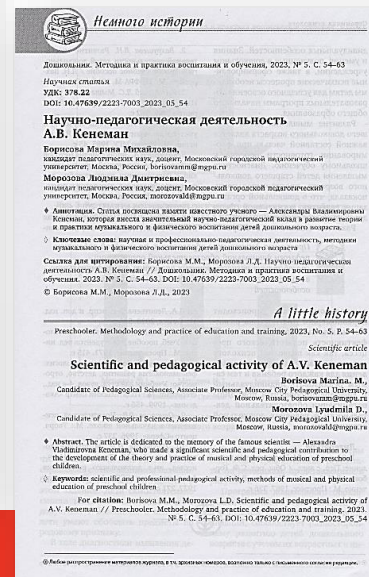 Немного истории
Дошкольник. Методика и практика воспитания и обучения, 2023, № 5. С. 54–63
Научная статья
УДК: 378.22
DOI: 10.47639/2223-7003_2023_05_54
Научно-педагогическая деятельность
А.В. Кенеман
Борисова Марина Михайловна,
кандидат педагогических наук, доцент, Московский городской педагогический
университет, Москва, Россия, borisovamm@mgpu.ru
Морозова Людмила Дмитриевна,
кандидат педагогических наук, доцент, Московский городской педагогический
университет, Москва, Россия, morozovald@mgpu.ru
♦ Аннотация. Статья посвящена памяти известного ученого — Александры Владимировны
Кенеман, которая внесла значительный научно-педагогический вклад в развитие теории
и практики музыкального и физического воспитания детей дошкольного возраста.
◊ Ключевые слова: научная и профессионально-педагогическая деятельность, методики
музыкального и физического воспитания детей дошкольного возраста
Ссылка для цитирования: Борисова М.М., Морозова Л.Д. Научно-педагогическая
деятельность А.В. Кенеман // Дошкольник. Методика и практика воспитания и
обучения. 2023. № 5. С. 54–63. DOI: 10.47639/2223-7003_2023_05_54
© Борисова М.М., Морозова Л.Д., 2023
A little history
Preschooler. Methodology and practice of education and training, 2023, No. 5. P. 54–63
Scientific article
Scientific and pedagogical activity of A.V. Keneman
Borisova Marina. M.,
Candidate of Pedagogical Sciences, Associate Professor, Moscow City Pedagogical University,
Moscow, Russia, borisovamm@mgpu.ru
Morozova Lyudmila D.,
Candidate of Pedagogical Sciences, Associate Professor, Moscow City Pedagogical University,
Moscow, Russia, morozovald@mgpu.ru
♦ Abstract. The article is dedicated to the memory of the famous scientist — Alexandra
Vladimirovna Keneman, who made a significant scientific and pedagogical contribution to
the development of the theory and practice of musical and physical education of preschool
children.
◊ Keywords: scientific and professional-pedagogical activity, methods of musical and physical
education of preschool children
For citation: Borisova M.M., Morozova L.D. Scientific and pedagogical activity of
A.V. Keneman // Preschooler. Methodology and practice of education and training. 2023.
№ 5. С. 54–63. DOI: 10.47639/2223-7003_2023_05_54
© Любое распространение материалов журнала, в т.ч. архивных номеров, возможно только с письменного согласия редакции.